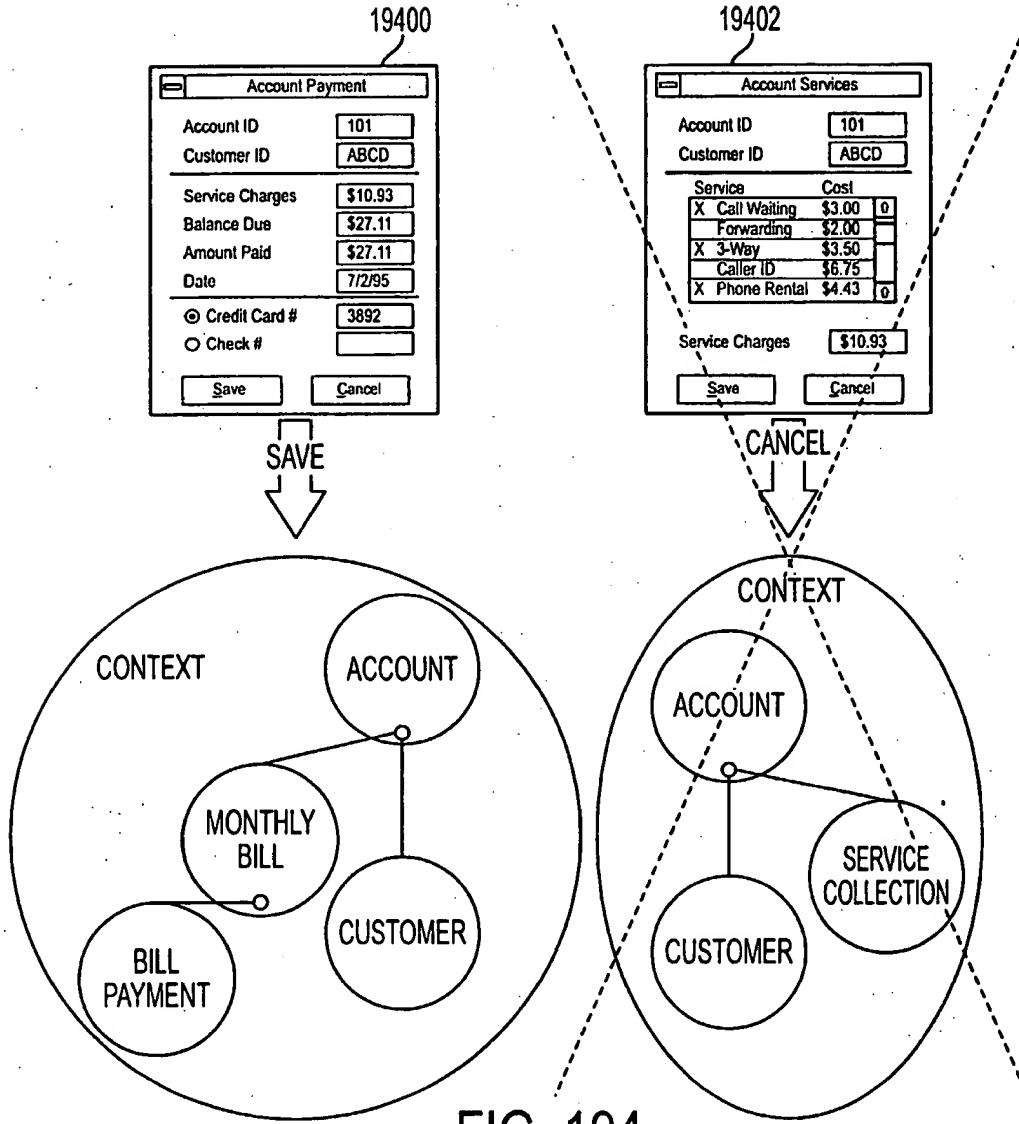 19400
Account Payment
Account ID 101
Customer ID ABCD
Service Charges $10.93
Balance Due $27.11
Amount Paid $27.11
Date 7/2/95
Credit Card # 3892
Check #
Save Cancel
SAVE
CONTEXT
ACCOUNT
MONTHLY
BILL
CUSTOMER
BILL
PAYMENT
19402
Account Services
Account ID 101
Customer ID ABCD
Service Cost
X Call Waiting $3.00
Forwarding $2.00
X 3-Way $3.50
Caller ID $6.75
X Phone Rental $4.43
Service Charges $10.93
Save Cancel
CANCEL
CONTEXT
ACCOUNT
SERVICE
COLLECTION
CUSTOMER